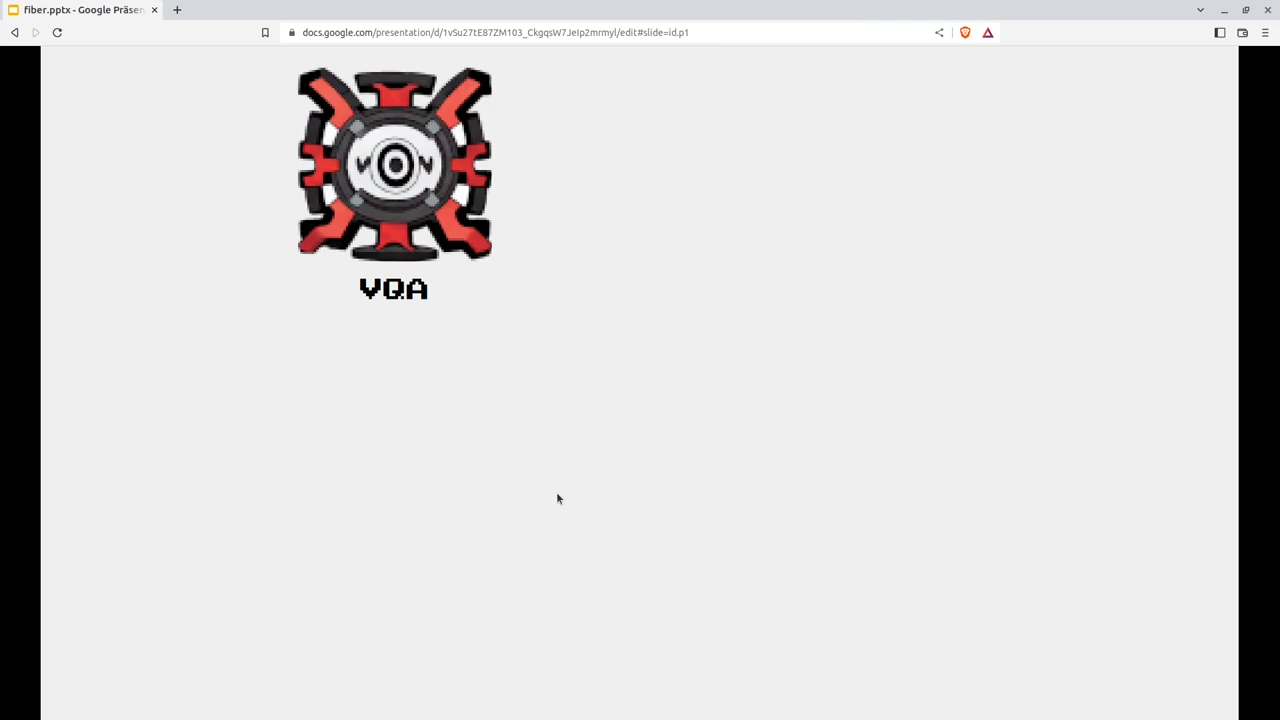 fiber.pptx - Google Präsen
docs.google.com/presentation/d/1vSu27tE87ZM103_CkgqsW7JeIp2mrmyl/edit#slide=id.p1
VQA